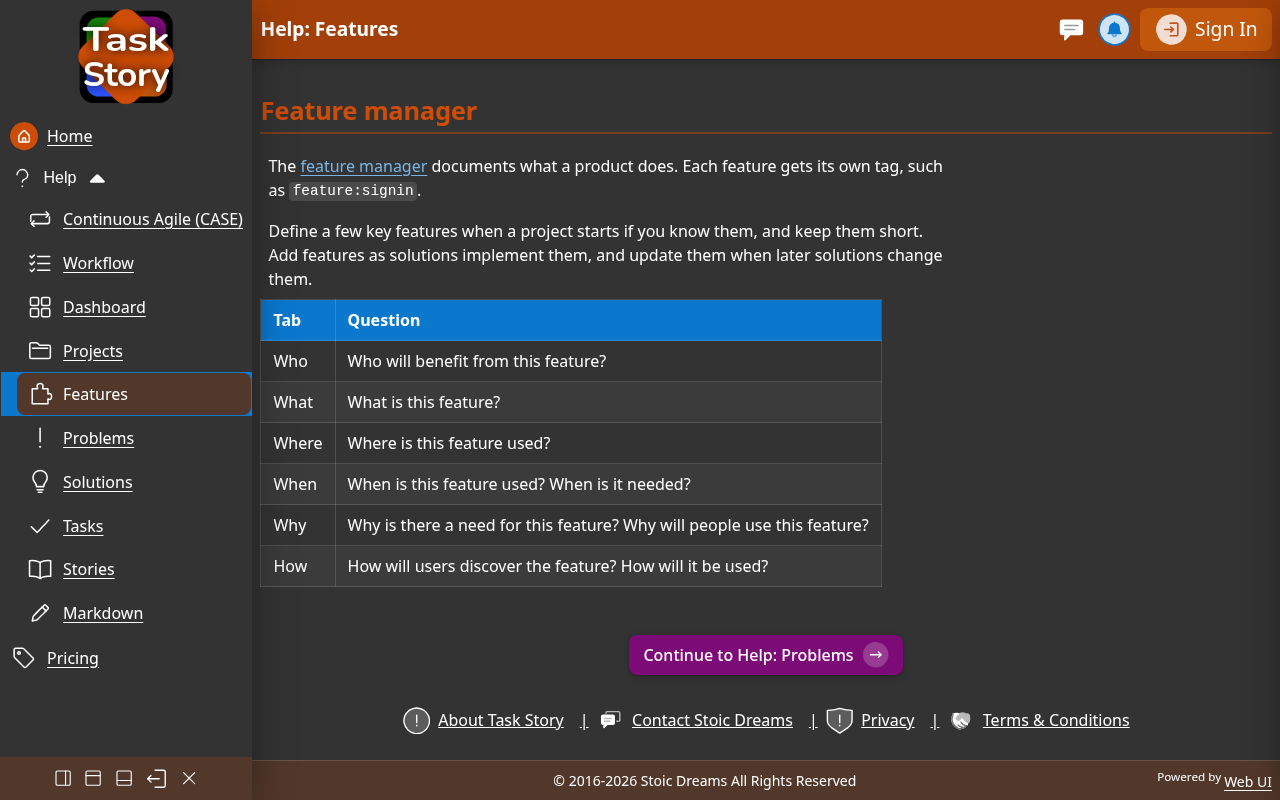 Task
Story
Home
Help
Continuous Agile (CASE)
Workflow
Dashboard
Projects
Features
Problems
Solutions
Tasks
Stories
Markdown
Pricing
Help: Features
Sign In
Feature manager
The feature manager documents what a product does. Each feature gets its own tag, such
as feature:signin.
Define a few key features when a project starts if you know them, and keep them short.
Add features as solutions implement them, and update them when later solutions change
them.
Tab Question
Who Who will benefit from this feature?
What What is this feature?
Where Where is this feature used?
When When is this feature used? When is it needed?
Why Why is there a need for this feature? Why will people use this feature?
How How will users discover the feature? How will it be used?
Continue to Help: Problems
About Task Story | Contact Stoic Dreams | Privacy | Terms & Conditions
© 2016-2026 Stoic Dreams All Rights Reserved
Powered by Web UI